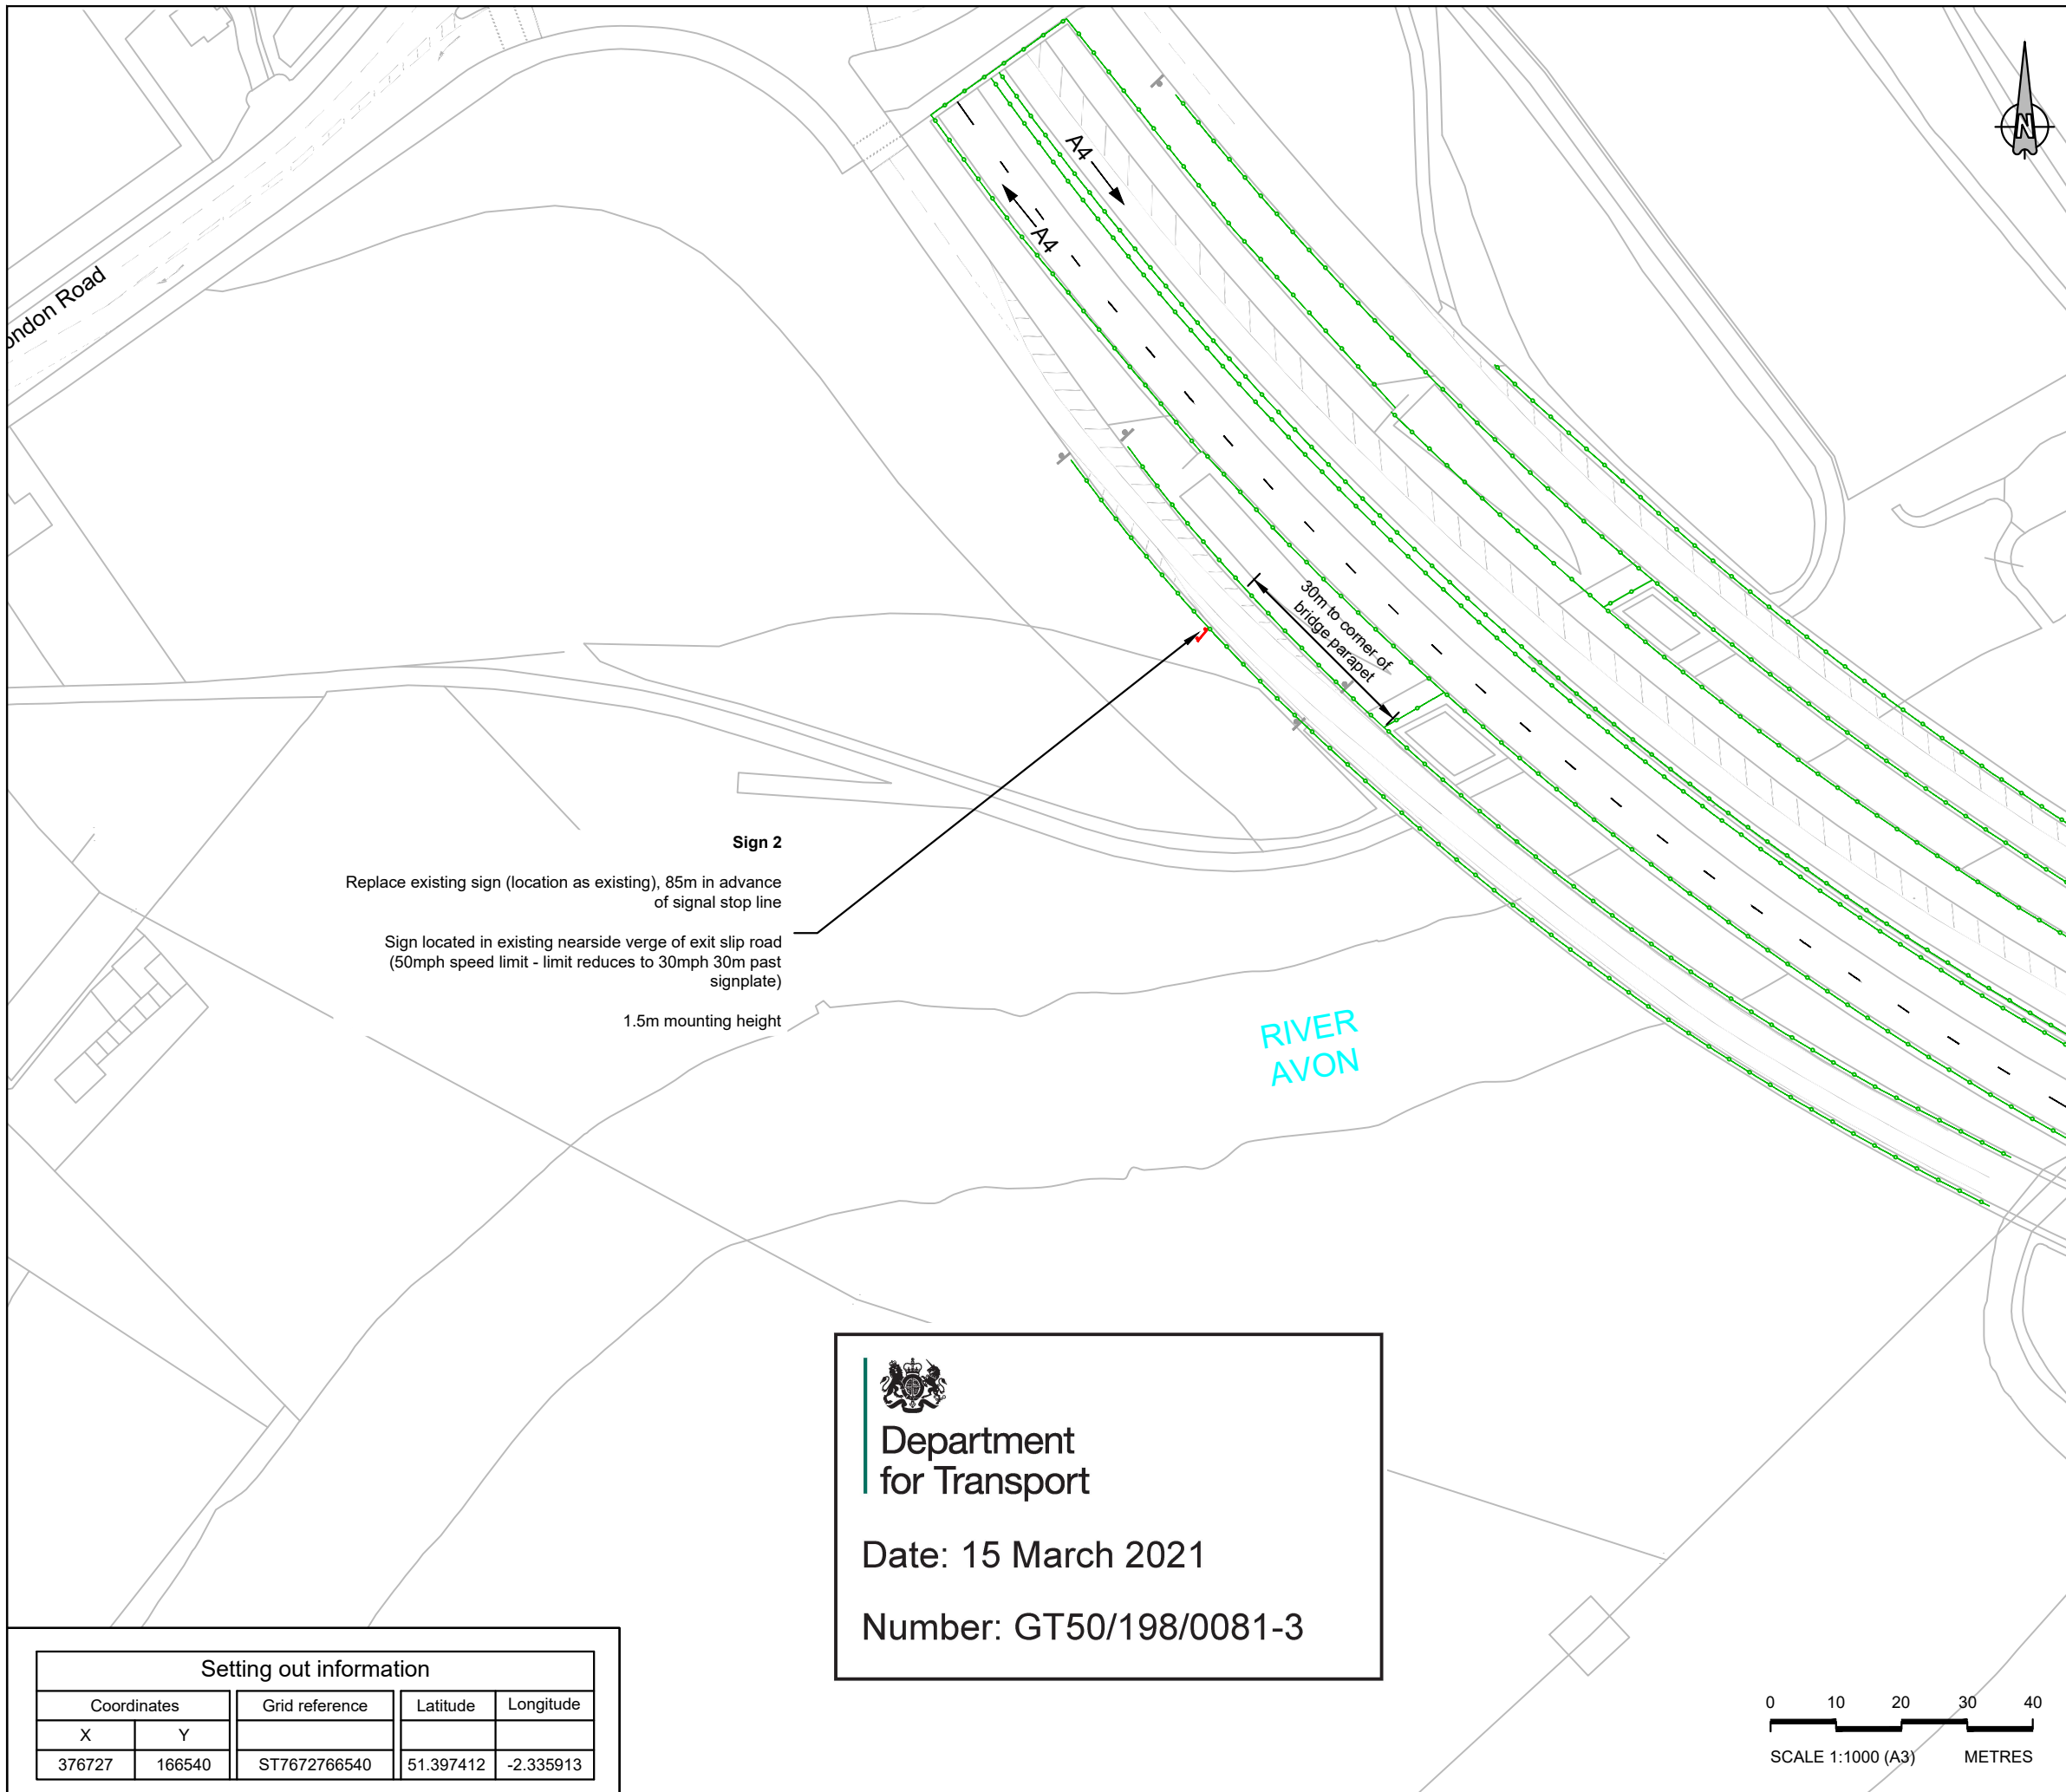 A4
N
A4
ondon Road
30m to corner of
bridge parapet
Sign 2
Replace existing sign (location as existing), 85m in advance
of signal stop line
Sign located in existing nearside verge of exit slip road
(50mph speed limit - limit reduces to 30mph 30m past
signplate)
1.5m mounting height
RIVER
AVON
Department
for Transport
Date: 15 March 2021
Number: GT50/198/0081-3
Setting out information
Coordinates Grid reference Latitude Longitude
X Y
376727 166540 ST7672766540 51.397412 -2.335913
0 10 20 30 40
SCALE 1:1000 (A3) METRES